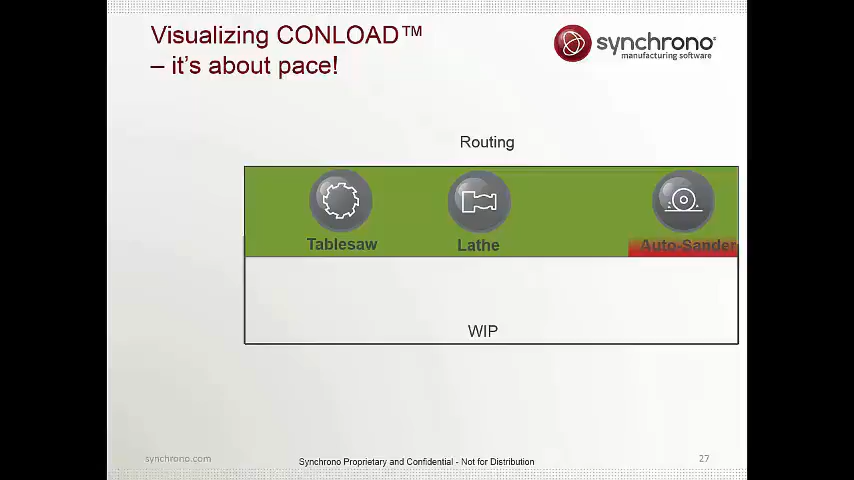 Visualizing CONLOAD™
– it's about pace!
synchrono®
manufacturing software
Routing
Tablesaw
Lathe
Auto-Sander
WIP
synchrono.com
Synchrono Proprietary and Confidential - Not for Distribution
27